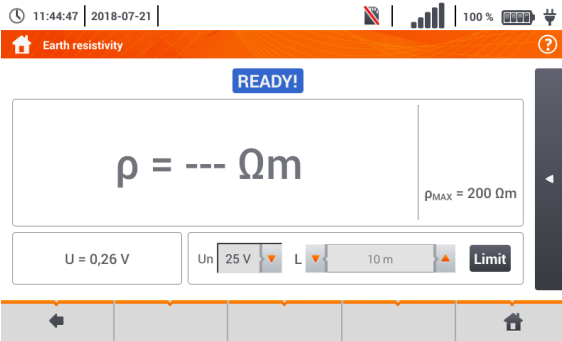 11:44:47 2018-07-21 100 %
Earth resistivity ?
READY!
ρ = --- Ωm
ρMAX = 200 Ωm
U = 0,26 V
Un 25 V L 10 m Limit